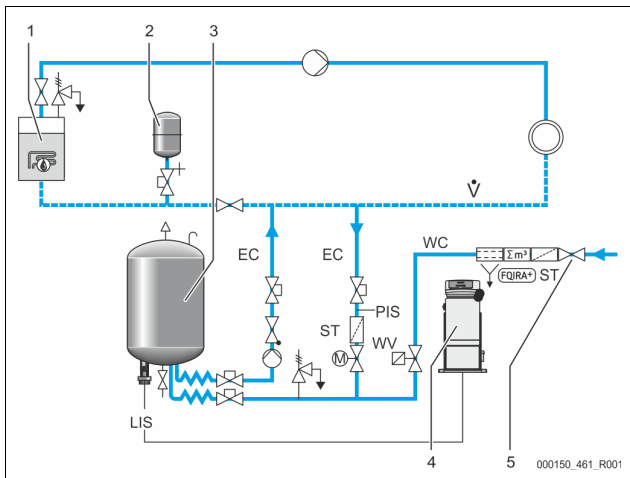 1
2
3
V̇
EC
EC
WC
Σm³
FQIRA+
ST
PIS
ST
WV
M
LIS
4
5
000150_461_R001